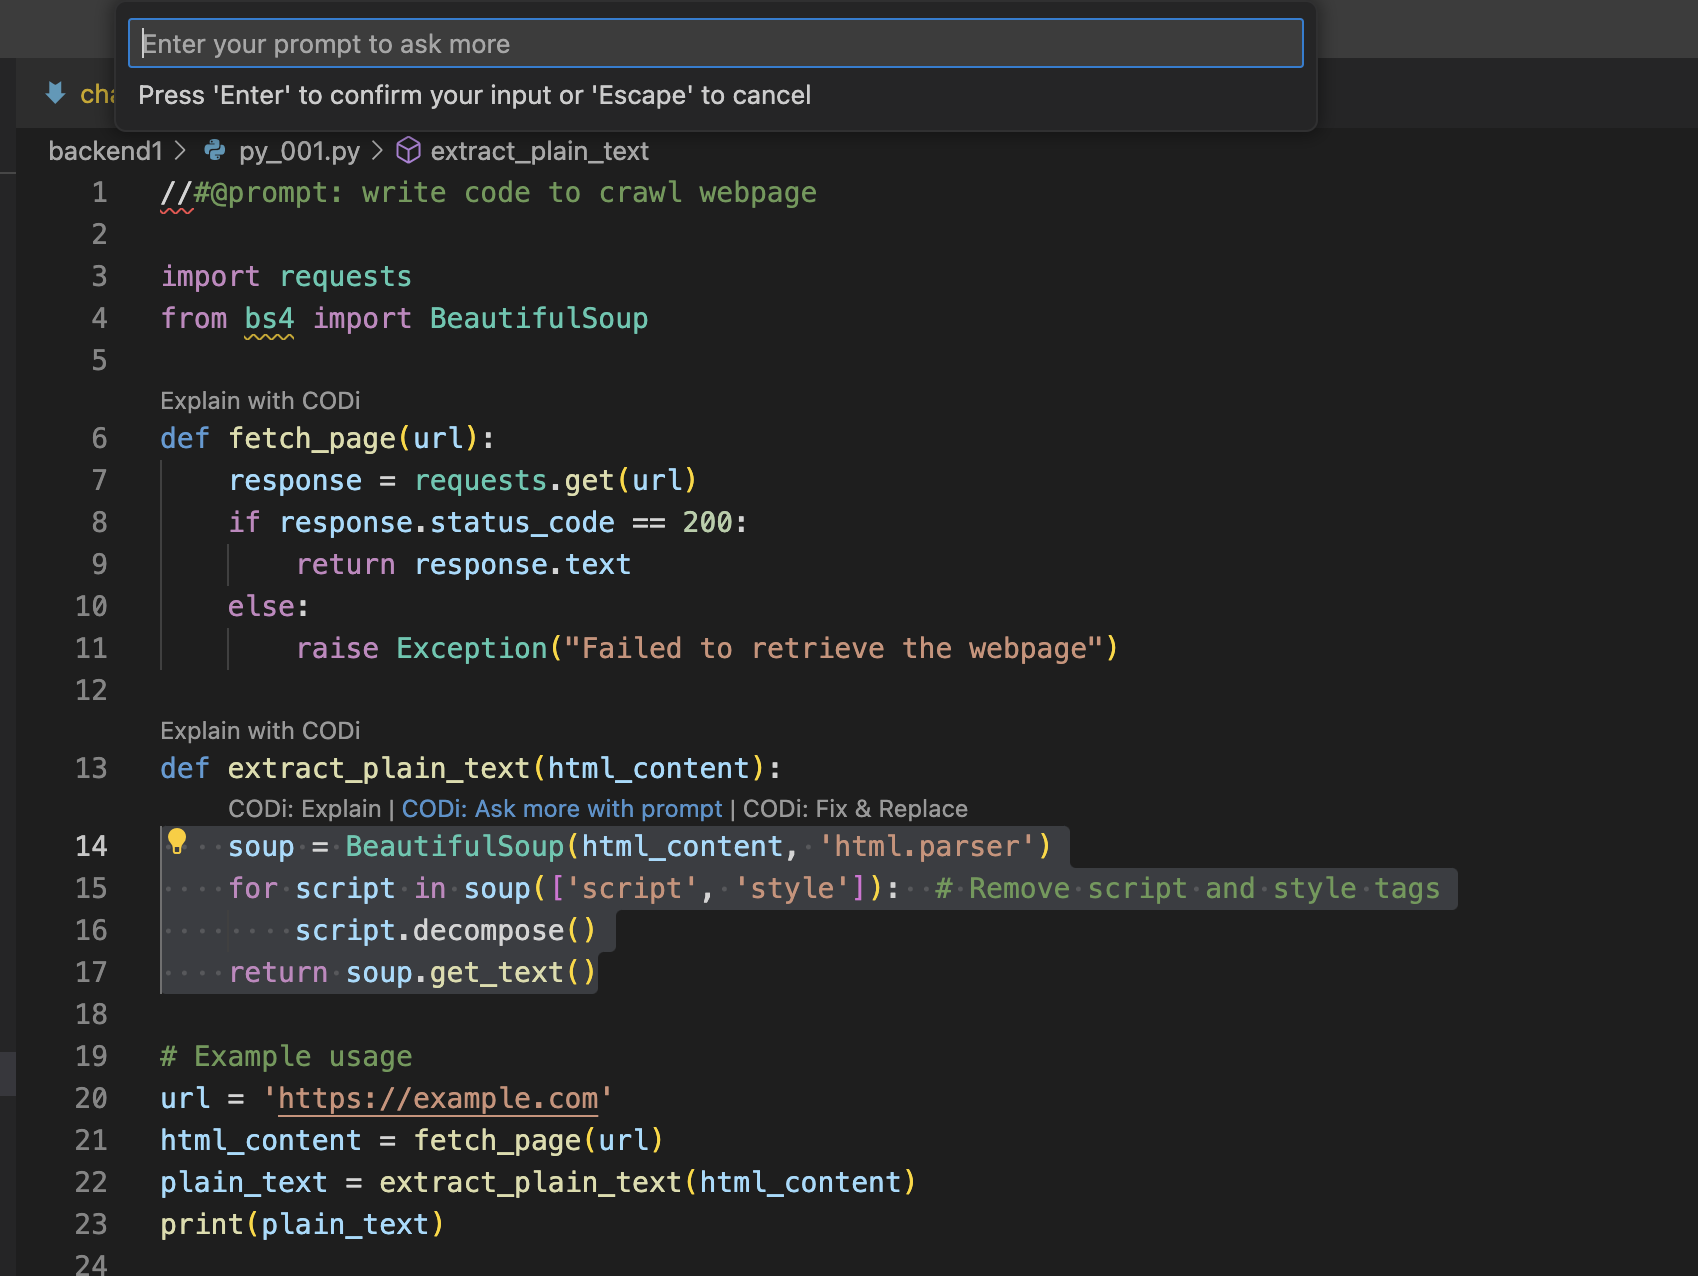 Enter your prompt to ask more
Press 'Enter' to confirm your input or 'Escape' to cancel
backend1 > py_001.py > extract_plain_text
1 //#@prompt: write code to crawl webpage
2
3 import requests
4 from bs4 import BeautifulSoup
5
Explain with CODi
6 def fetch_page(url):
7 response = requests.get(url)
8 if response.status_code == 200:
9 return response.text
10 else:
11 raise Exception("Failed to retrieve the webpage")
12
Explain with CODi
13 def extract_plain_text(html_content):
CODi: Explain | CODi: Ask more with prompt | CODi: Fix & Replace
14 soup = BeautifulSoup(html_content, 'html.parser')
15 for script in soup(['script', 'style']): # Remove script and style tags
16 script.decompose()
17 return soup.get_text()
18
19 # Example usage
20 url = 'https://example.com'
21 html_content = fetch_page(url)
22 plain_text = extract_plain_text(html_content)
23 print(plain_text)
24